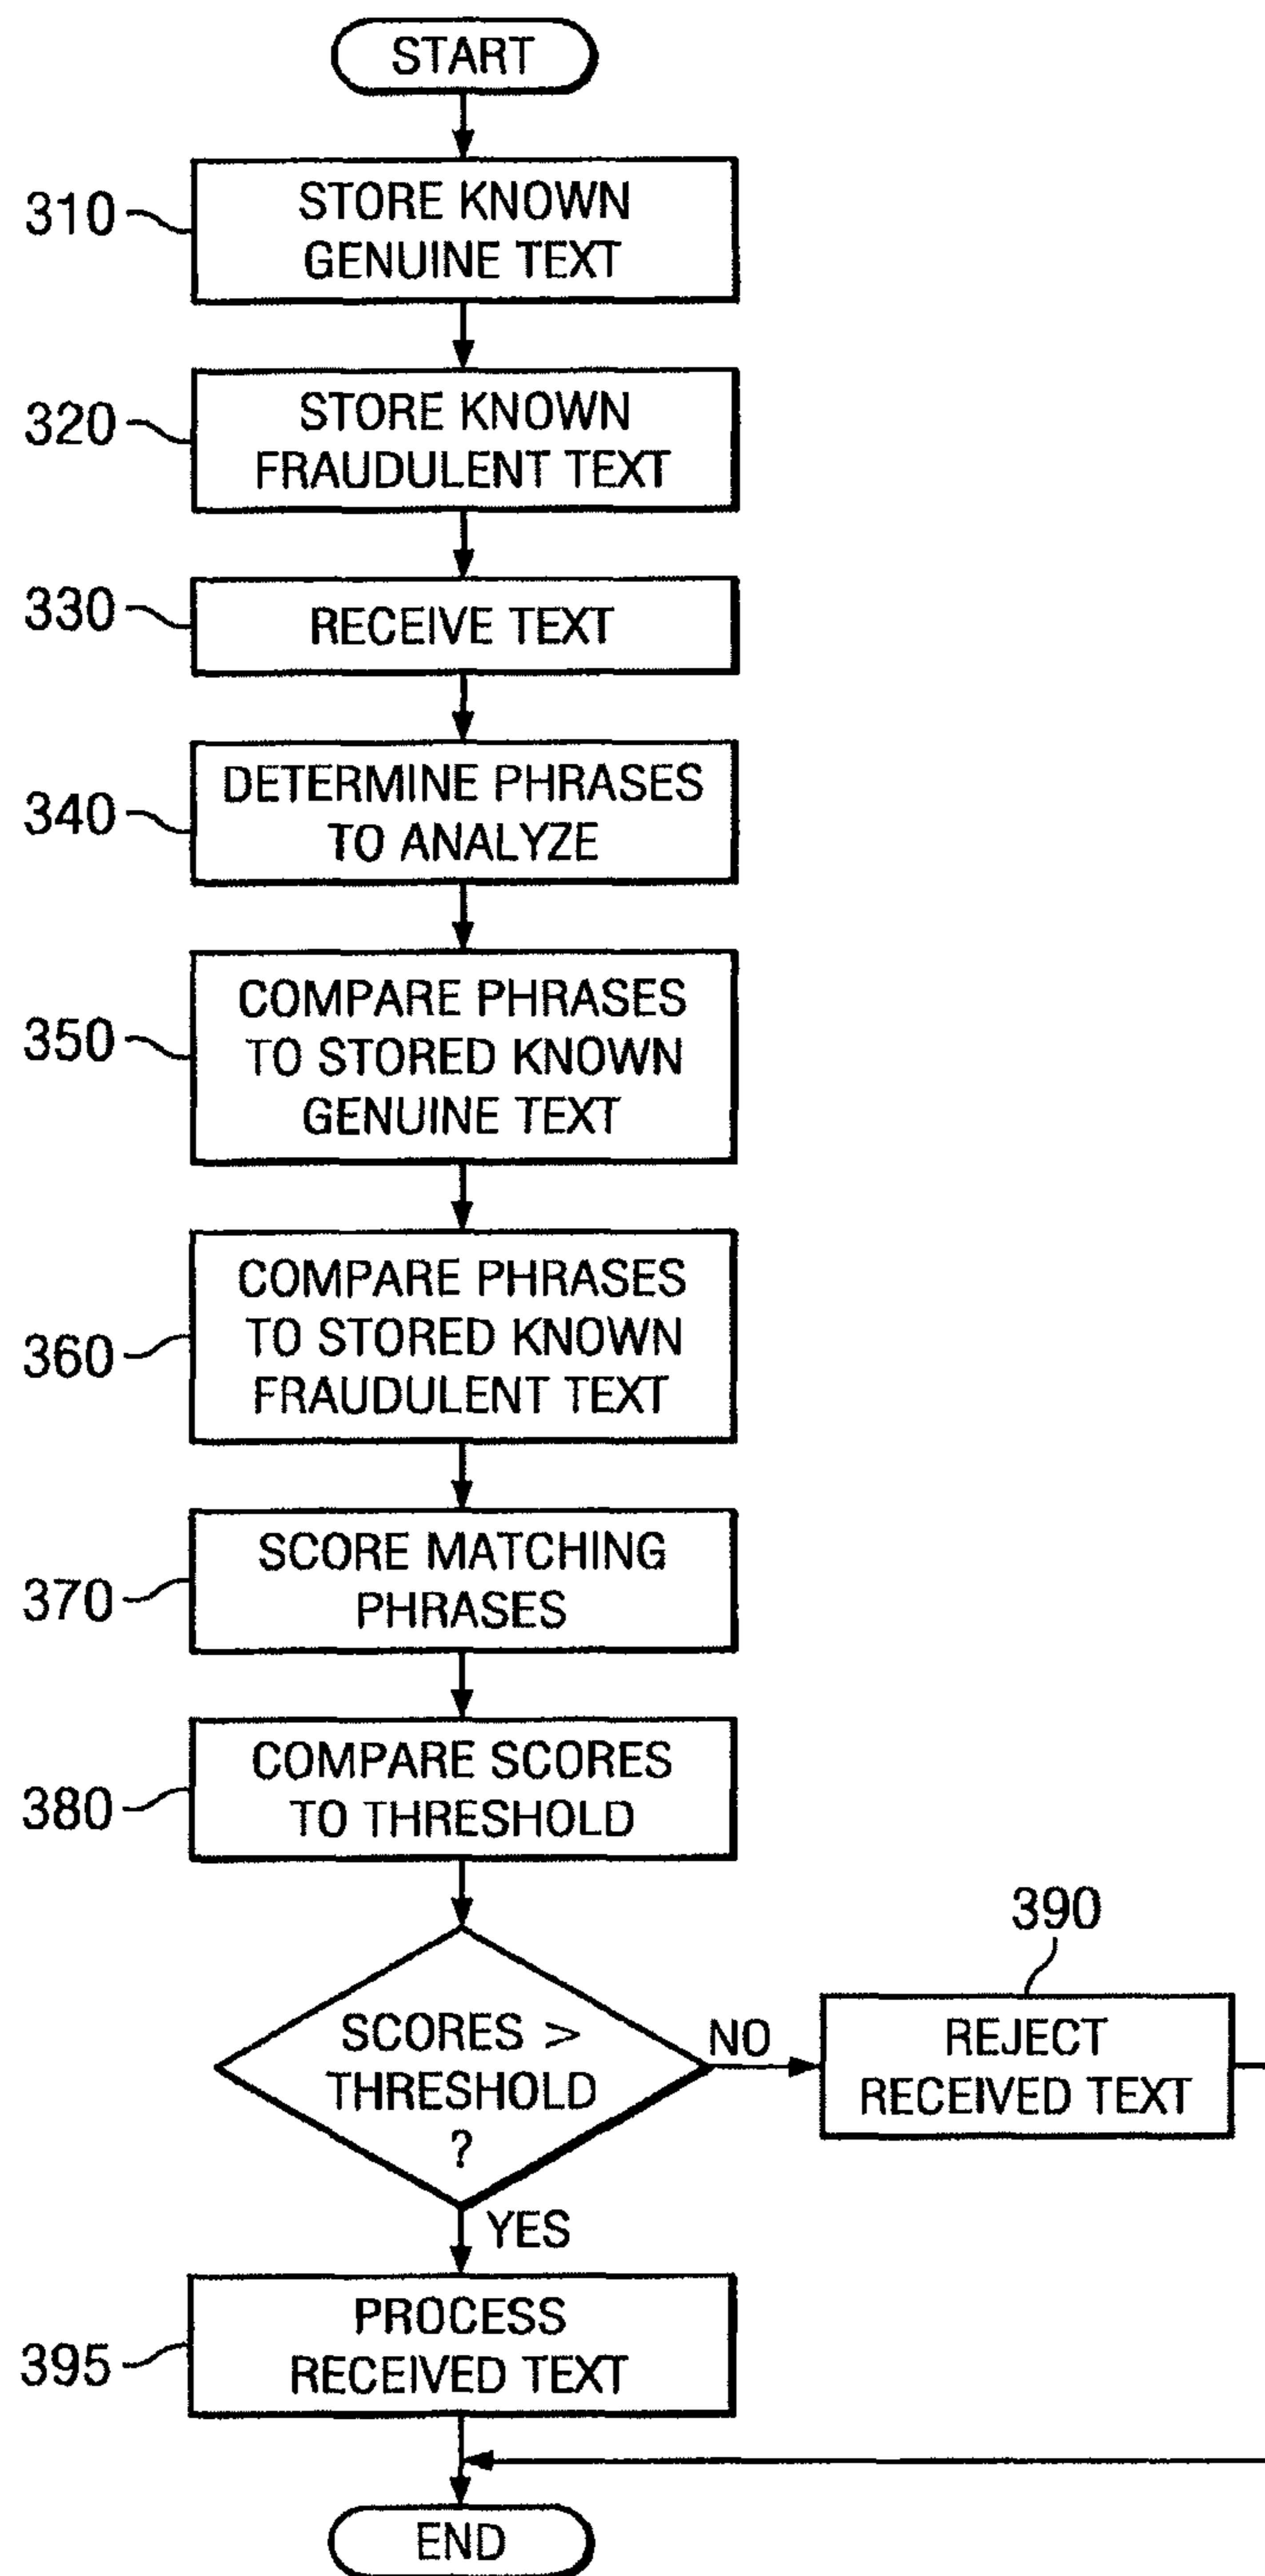 START
310
STORE KNOWN
GENUINE TEXT
320
STORE KNOWN
FRAUDULENT TEXT
330
RECEIVE TEXT
340
DETERMINE PHRASES
TO ANALYZE
350
COMPARE PHRASES
TO STORED KNOWN
GENUINE TEXT
360
COMPARE PHRASES
TO STORED KNOWN
FRAUDULENT TEXT
370
SCORE MATCHING
PHRASES
380
COMPARE SCORES
TO THRESHOLD
SCORES >
THRESHOLD
?
NO
390
REJECT
RECEIVED TEXT
YES
395
PROCESS
RECEIVED TEXT
END